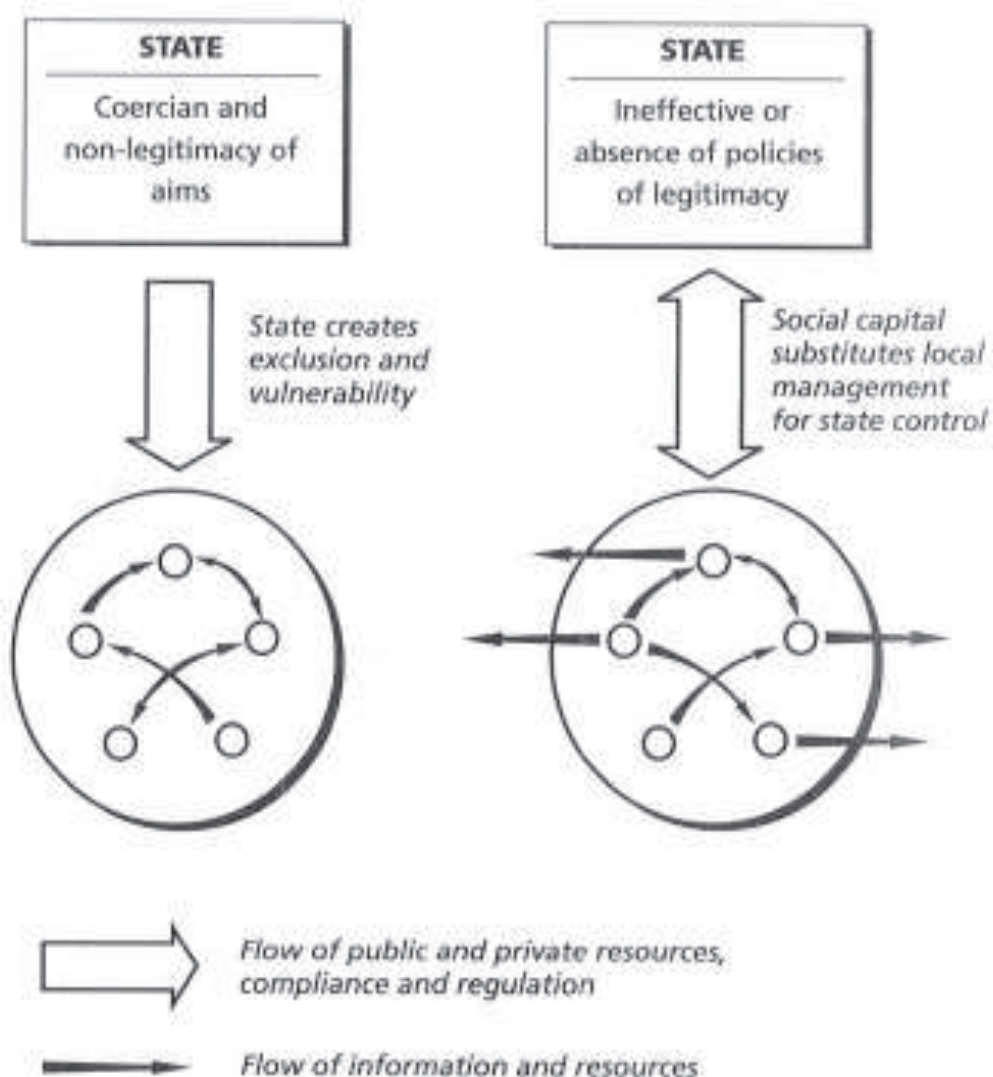 STATE
Coercian and
non-legitimacy of
aims
STATE
Ineffective or
absence of policies
of legitimacy
State creates
exclusion and
vulnerability
Social capital
substitutes local
management
for state control
Flow of public and private resources,
compliance and regulation
Flow of information and resources